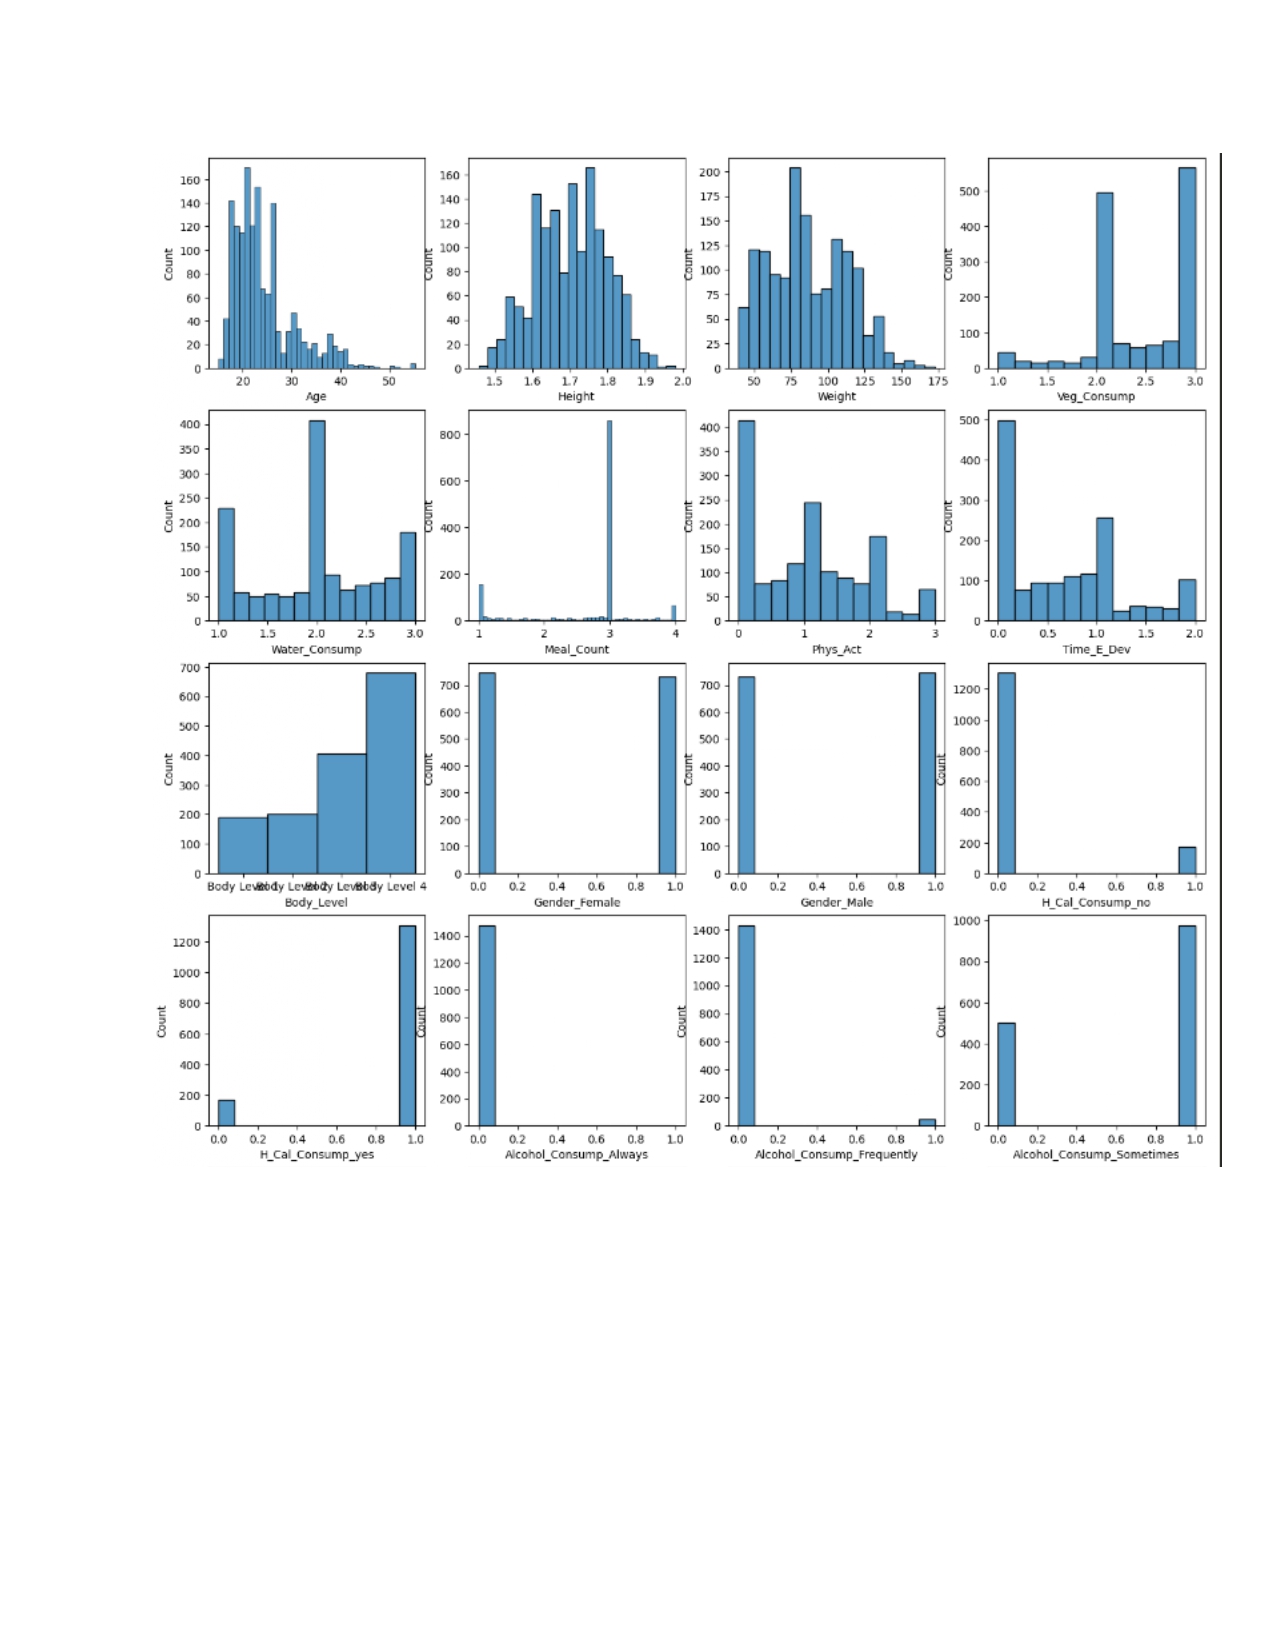 160 140 120 100 80 60 40 20 0
Count
20 30 40 50
Age
160 140 120 100 80 60 40 20 0
Count
1.5 1.6 1.7 1.8 1.9 2.0
Height
200 175 150 125 100 75 50 25 0
Count
50 75 100 125 150 175
Weight
500 400 300 200 100 0
Count
1.0 1.5 2.0 2.5 3.0
Veg_Consump
400 350 300 250 200 150 100 50 0
Count
1.0 1.5 2.0 2.5 3.0
Water_Consump
800 600 400 200 0
Count
1 2 3 4
Meal_Count
400 350 300 250 200 150 100 50 0
Count
0 1 2 3
Phys_Act
500 400 300 200 100 0
Count
0.0 0.5 1.0 1.5 2.0
Time_E_Dev
700 600 500 400 300 200 100 0
Count
Body Level 1 Body Level 2 Body Level 3 Body Level 4
Body_Level
700 600 500 400 300 200 100 0
Count
0.0 0.2 0.4 0.6 0.8 1.0
Gender_Female
700 600 500 400 300 200 100 0
Count
0.0 0.2 0.4 0.6 0.8 1.0
Gender_Male
1200 1000 800 600 400 200 0
Count
0.0 0.2 0.4 0.6 0.8 1.0
H_Cal_Consump_no
1200 1000 800 600 400 200 0
Count
0.0 0.2 0.4 0.6 0.8 1.0
H_Cal_Consump_yes
1400 1200 1000 800 600 400 200 0
Count
0.0 0.2 0.4 0.6 0.8 1.0
Alcohol_Consump_Always
1400 1200 1000 800 600 400 200 0
Count
0.0 0.2 0.4 0.6 0.8 1.0
Alcohol_Consump_Frequently
1000 800 600 400 200 0
Count
0.0 0.2 0.4 0.6 0.8 1.0
Alcohol_Consump_Sometimes